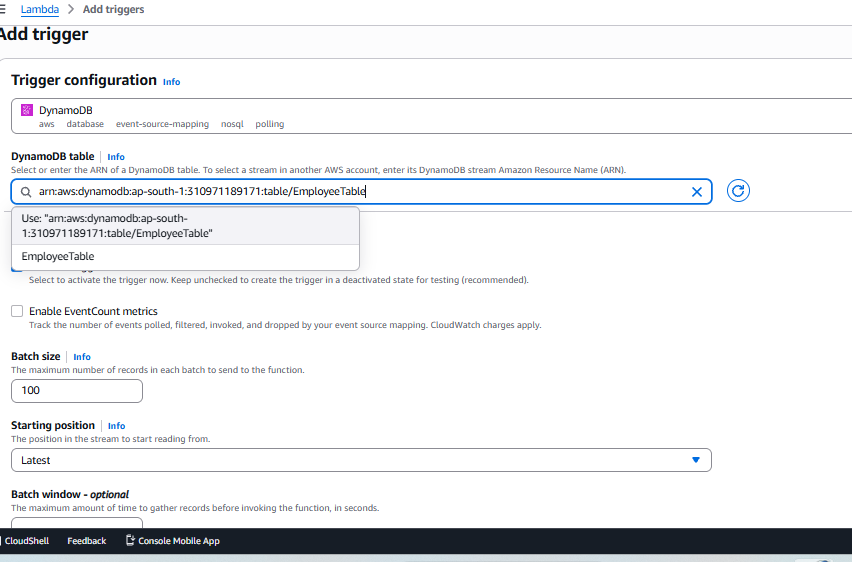 Lambda > Add triggers
Add trigger
Trigger configuration Info
DynamoDB
aws database event-source-mapping nosql polling
DynamoDB table Info
Select or enter the ARN of a DynamoDB table. To select a stream in another AWS account, enter its DynamoDB stream Amazon Resource Name (ARN).
arn:aws:dynamodb:ap-south-1:310971189171:table/EmployeeTable
Use: "arn:aws:dynamodb:ap-south-
1:310971189171:table/EmployeeTable"
EmployeeTable
Select to activate the trigger now. Keep unchecked to create the trigger in a deactivated state for testing (recommended).
Enable EventCount metrics
Track the number of events polled, filtered, invoked, and dropped by your event source mapping. CloudWatch charges apply.
Batch size Info
The maximum number of records in each batch to send to the function.
100
Starting position Info
The position in the stream to start reading from.
Latest
Batch window - optional
The maximum amount of time to gather records before invoking the function, in seconds.
CloudShell Feedback Console Mobile App